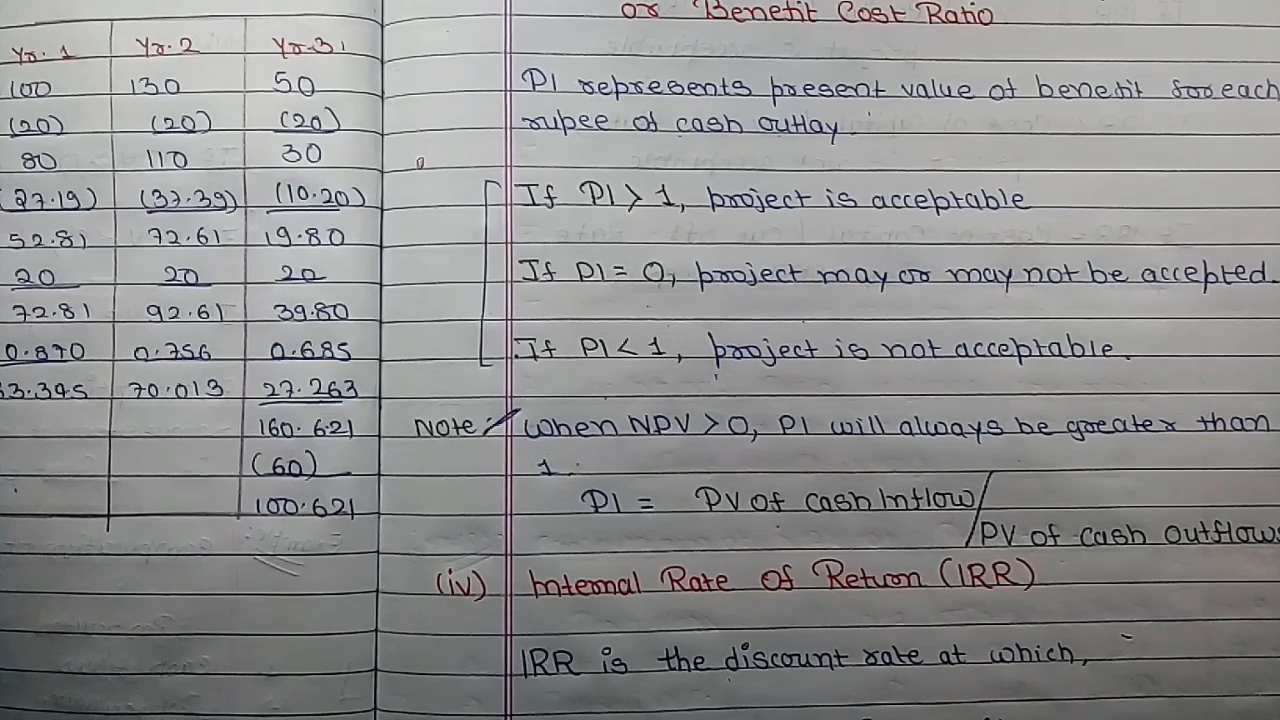 Yr. 1 Yr. 2 Yr. 3
100 130 50
(20) (20) (20)
80 110 30
(27.19) (37.39) (10.20)
52.81 72.61 19.80
20 20 20
72.81 92.61 39.80
0.870 0.756 0.685
3.345 70.013 27.263
160.621
(60)
100.621
or Benefit Cost Ratio
PI represents present value of benefit for each
rupee of cash outlay.
If PI > 1, project is acceptable
If PI = 0, project may or may not be accepted.
If PI < 1, project is not acceptable.
Note:- When NPV > 0, PI will always be greater than
1.
PI = PV of cash Inflow/
/PV of cash outflows
(iv) Internal Rate Of Return (IRR)
IRR is the discount rate at which,